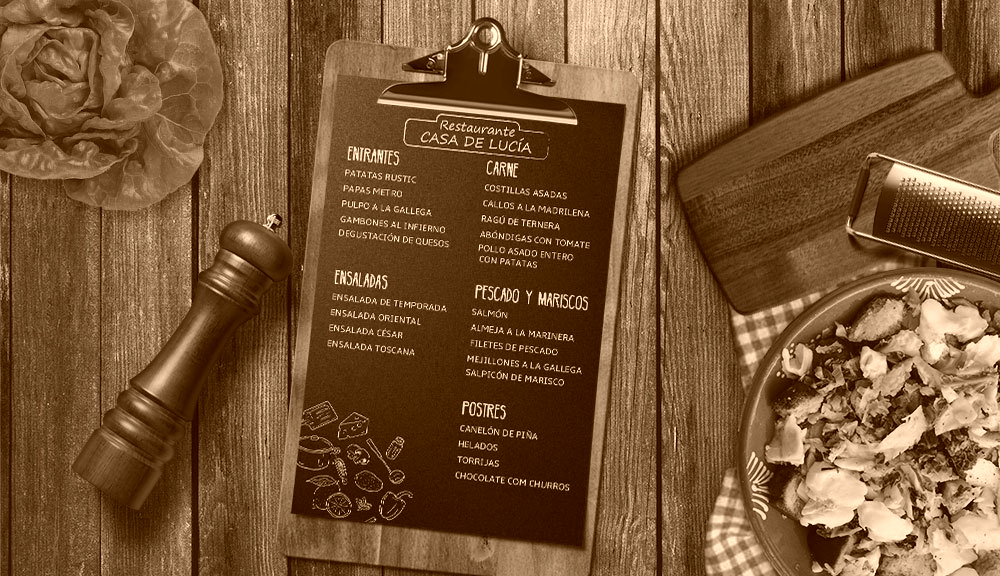 Restaurante
CASA DE LUCÍA
ENTRANTES
PATATAS RUSTIC
PAPAS METRO
PULPO A LA GALLEGA
GAMBONES AL INFIERNO
DEGUSTACIÓN DE QUESOS
ENSALADAS
ENSALADA DE TEMPORADA
ENSALADA ORIENTAL
ENSALADA CÉSAR
ENSALADA TOSCANA
CARNE
COSTILLAS ASADAS
CALLOS A LA MADRILENA
RAGÚ DE TERNERA
ABÓNDIGAS CON TOMATE
POLLO ASADO ENTERO
CON PATATAS
PESCADO Y MARISCOS
SALMÓN
ALMEJA A LA MARINERA
FILETES DE PESCADO
MEJILLONES A LA GALLEGA
SALPICÓN DE MARISCO
POSTRES
CANELÓN DE PIÑA
HELADOS
TORRIJAS
CHOCOLATE COM CHURROS